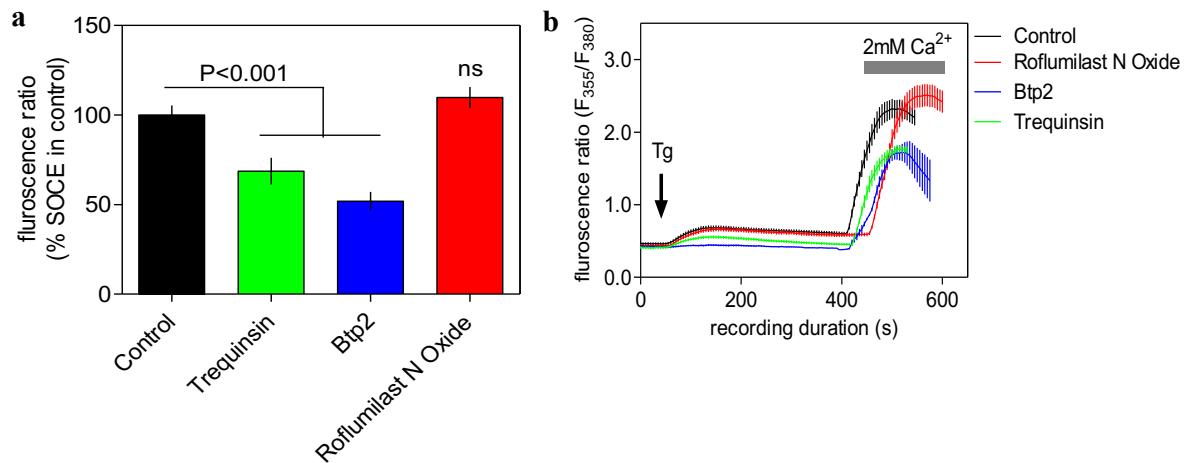 a
fluroscence ratio
(% SOCE in control)
150
100
50
0
P<0.001
ns
Control
Trequinsin
Btp2
Roflumilast N Oxide
b
fluroscence ratio (F355/F380)
3.0
2.0
1.0
0.0
Tg
2mM Ca2+
0
200
400
600
recording duration (s)
Control
Roflumilast N Oxide
Btp2
Trequinsin